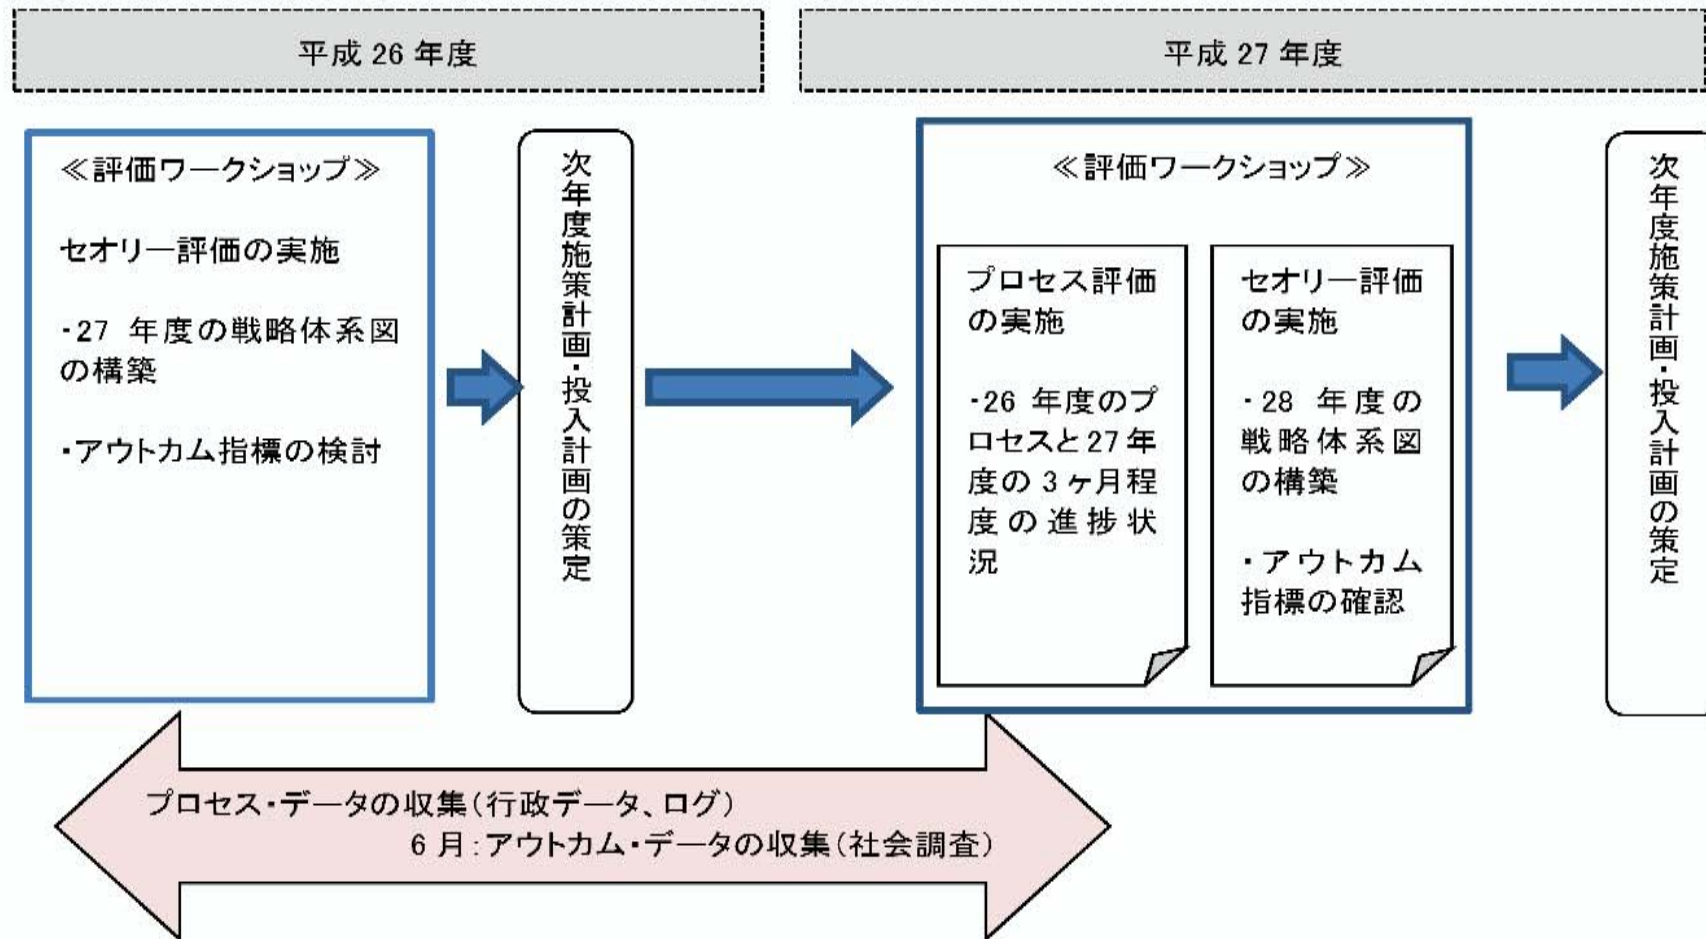 平成 26 年度
平成 27 年度
≪評価ワークショップ≫
セオリー評価の実施
・27 年度の戦略体系図
の構築
・アウトカム指標の検討
次年度施策計画・投入計画の策定
≪評価ワークショップ≫
プロセス評価
の実施
・26 年度のプ
ロセスと27年
度の 3 ヶ月程
度の進捗状
況
セオリー評価
の実施
・28 年度の
戦略体系図
の構築
・アウトカム
指標の確認
次年度施策計画・投入計画の策定
プロセス・データの収集(行政データ、ログ)
6 月：アウトカム・データの収集(社会調査)